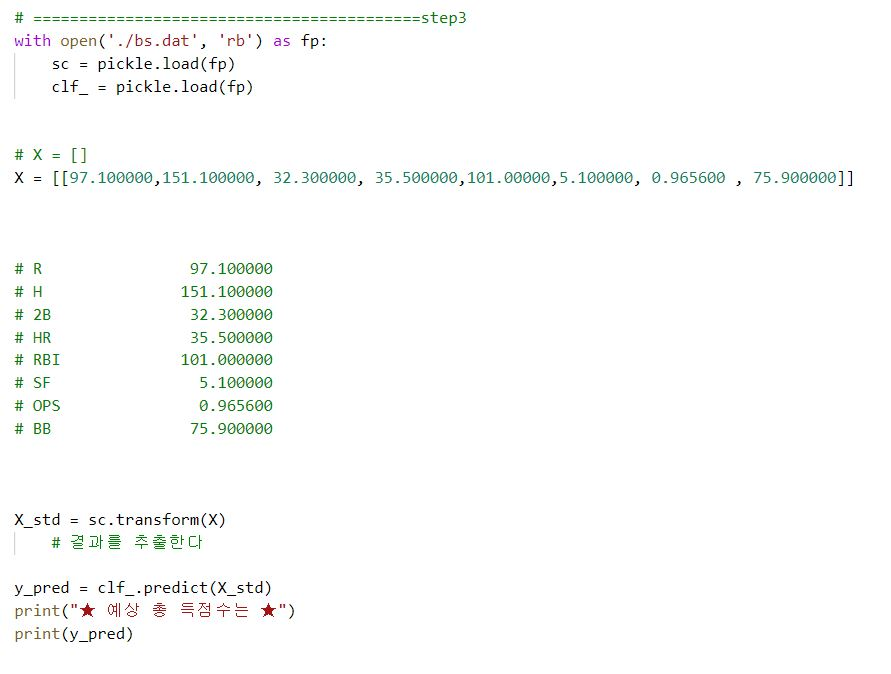 # ==========================================step3
with open('./bs.dat', 'rb') as fp:
    sc = pickle.load(fp)
    clf_ = pickle.load(fp)
# X = []
X = [[97.100000,151.100000, 32.300000, 35.500000,101.00000,5.100000, 0.965600 , 75.900000]]
# R                97.100000
# H               151.100000
# 2B               32.300000
# HR               35.500000
# RBI             101.000000
# SF                5.100000
# OPS               0.965600
# BB               75.900000
X_std = sc.transform(X)
    # 결과를 추출한다
y_pred = clf_.predict(X_std)
print("★ 예상 총 득점수는 ★")
print(y_pred)